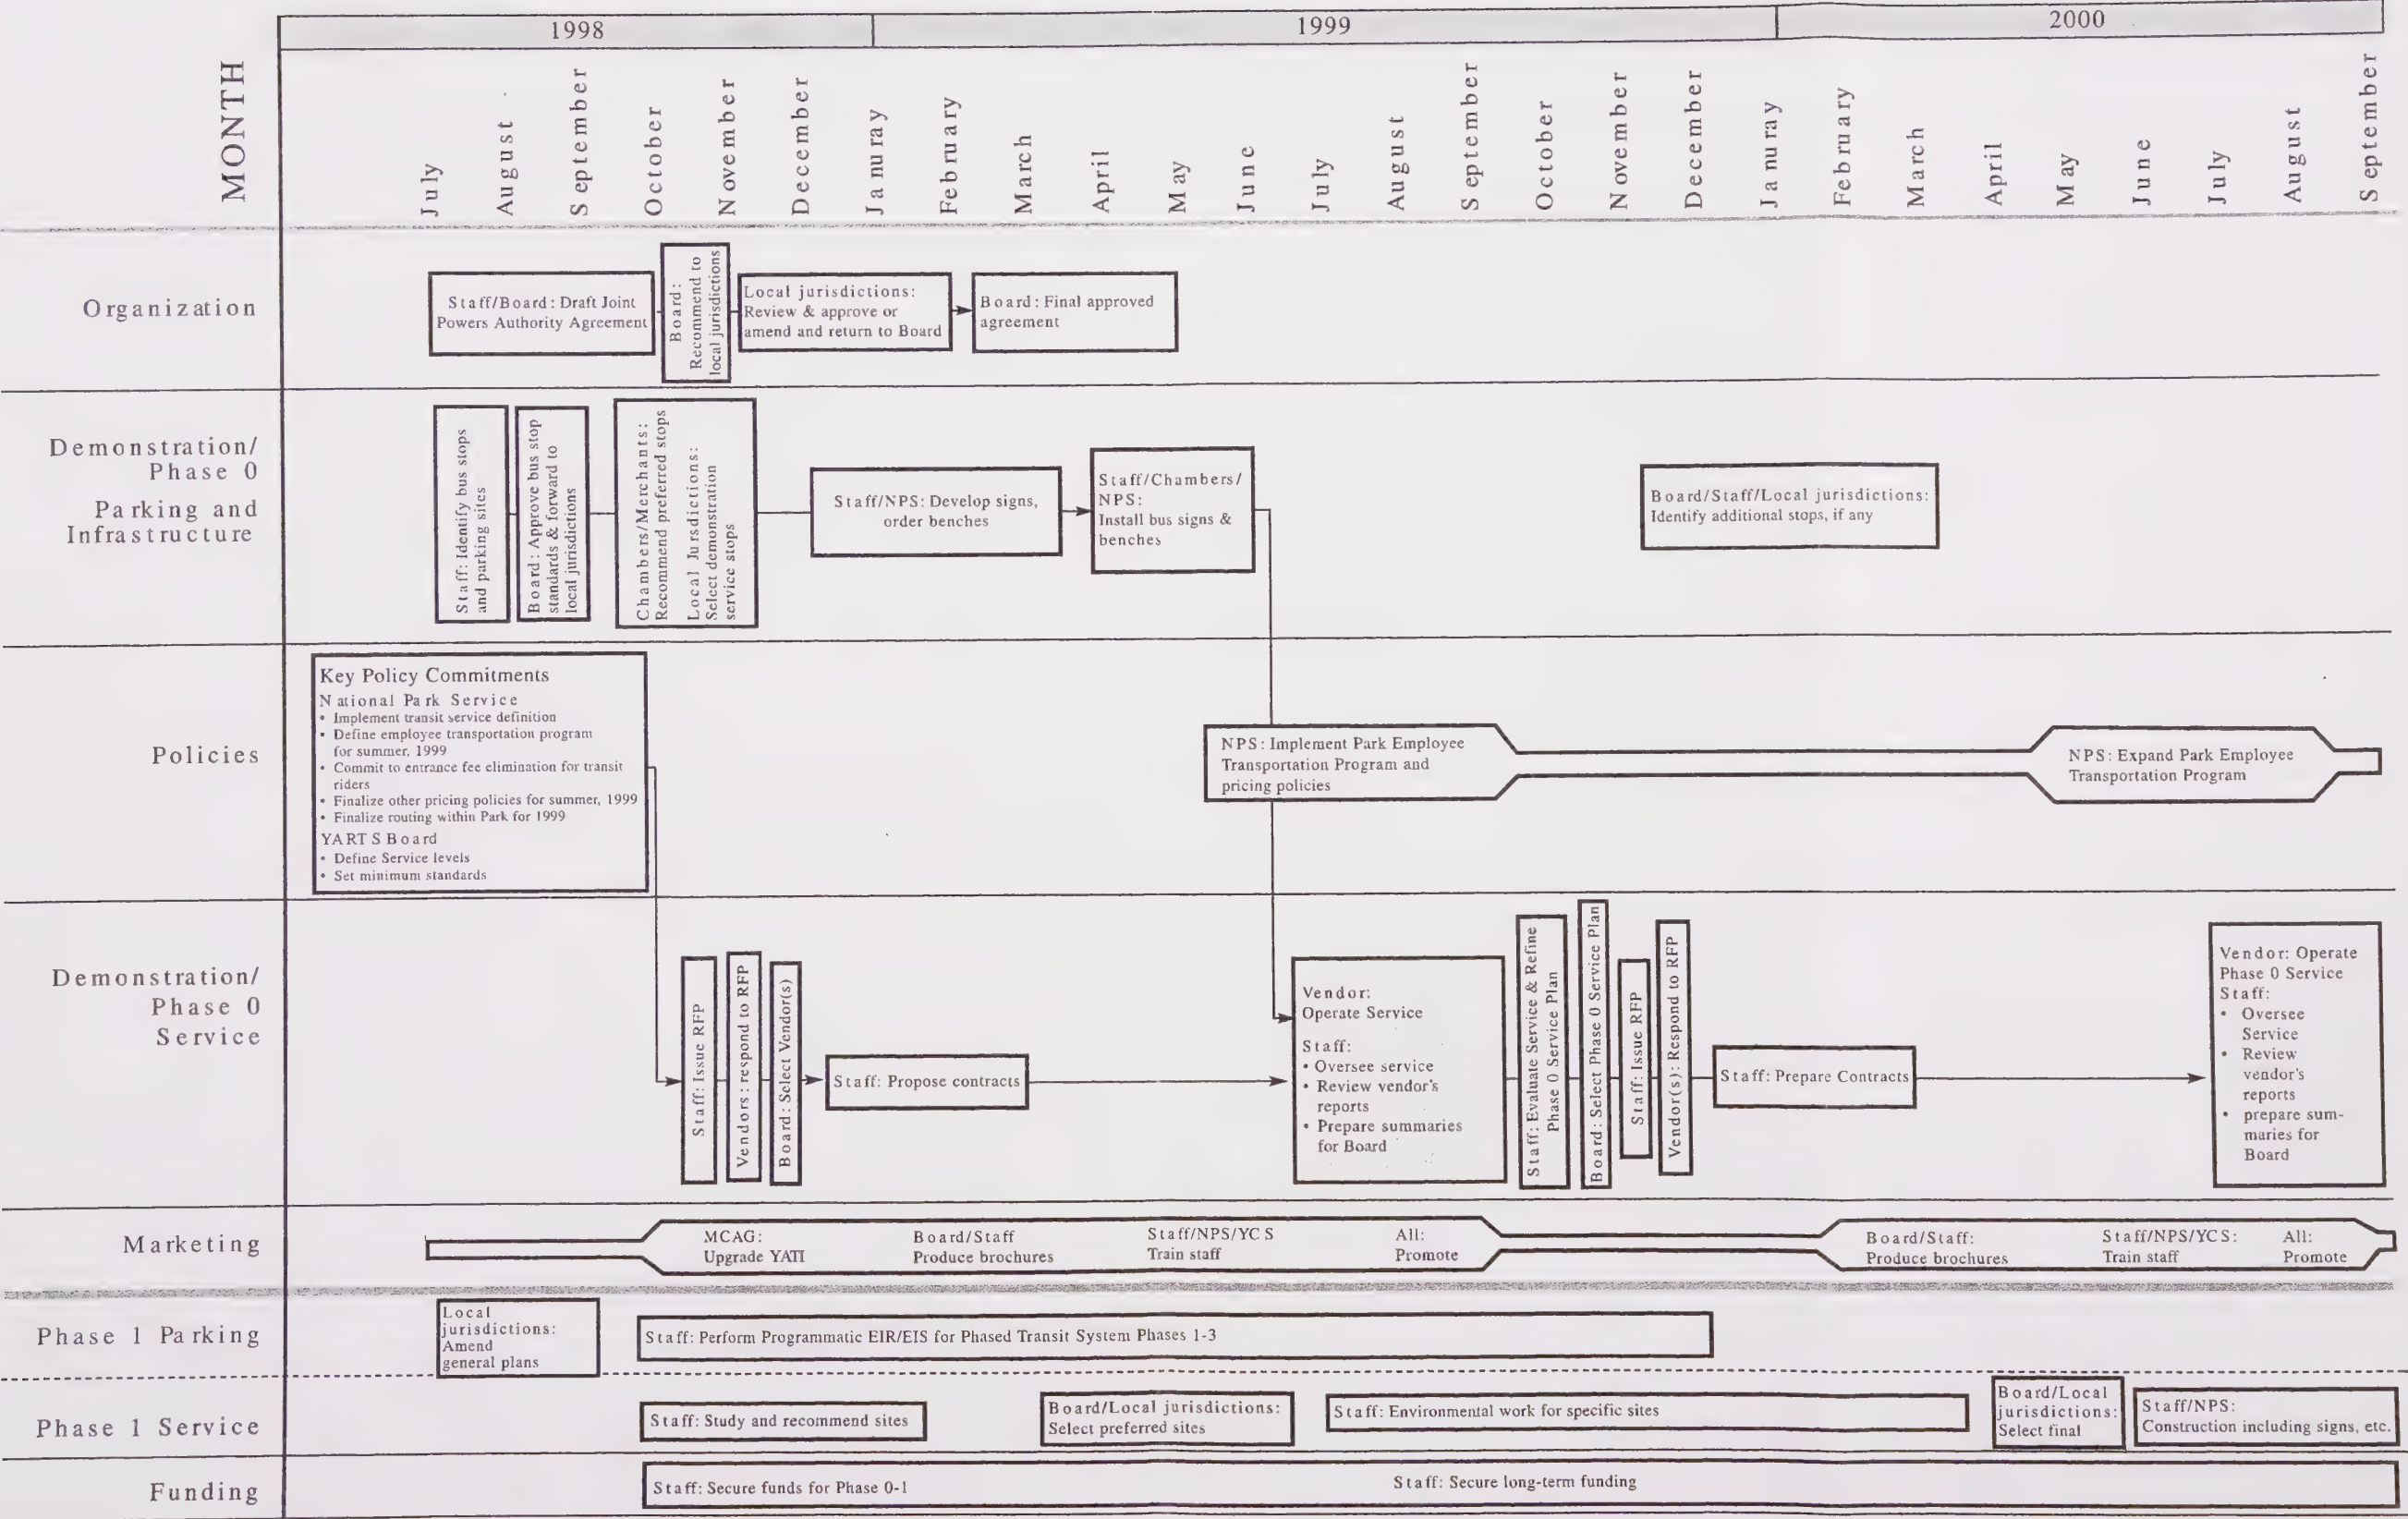 1998
1999
2000
MONTH
July
August
September
October
November
December
Januray
February
March
April
May
June
July
August
September
October
November
December
Januray
February
March
April
May
June
July
August
September
Organization
Staff/Board: Draft Joint
Powers Authority Agreement
Board:
Recommend to
local jurisdictions
Local jurisdictions:
Review & approve or
amend and return to Board
Board: Final approved
agreement
Demonstration/
Phase 0
Parking and
Infrastructure
Staff: Identify bus stops
and parking sites
Board: Approve bus stop
standards & forward to
local jurisdictions
Chambers/Merchants:
Recommend preferred stops
Local Jursdictions:
Select demonstration
service stops
Staff/NPS: Develop signs,
order benches
Staff/Chambers/
NPS:
Install bus signs &
benches
Board/Staff/Local jurisdictions:
Identify additional stops, if any
Policies
Key Policy Commitments
National Park Service
• Implement transit service definition
• Define employee transportation program
for summer, 1999
• Commit to entrance fee elimination for transit
riders
• Finalize other pricing policies for summer, 1999
• Finalize routing within Park for 1999
YARTS Board
• Define Service levels
• Set minimum standards
NPS: Implement Park Employee
Transportation Program and
pricing policies
NPS: Expand Park Employee
Transportation Program
Demonstration/
Phase 0
Service
Staff: Issue RFP
Vendors: respond to RFP
Board: Select Vendor(s)
Staff: Propose contracts
Vendor:
Operate Service
Staff:
• Oversee service
• Review vendor's
reports
• Prepare summaries
for Board
Staff: Evaluate Service & Refine
Phase 0 Service Plan
Board: Select Phase 0 Service Plan
Staff: Issue RFP
Vendor(s): Respond to RFP
Staff: Prepare Contracts
Vendor: Operate
Phase 0 Service
Staff:
• Oversee
Service
• Review
vendor's
reports
• prepare sum-
maries for
Board
Marketing
MCAG:
Upgrade YATI
Board/Staff
Produce brochures
Staff/NPS/YCS
Train staff
All:
Promote
Board/Staff:
Produce brochures
Staff/NPS/YCS:
Train staff
All:
Promote
Phase 1 Parking
Local
jurisdictions:
Amend
general plans
Staff: Perform Programmatic EIR/EIS for Phased Transit System Phases 1-3
Phase 1 Service
Staff: Study and recommend sites
Board/Local jurisdictions:
Select preferred sites
Staff: Environmental work for specific sites
Board/Local
jurisdictions:
Select final
Staff/NPS:
Construction including signs, etc.
Funding
Staff: Secure funds for Phase 0-1
Staff: Secure long-term funding